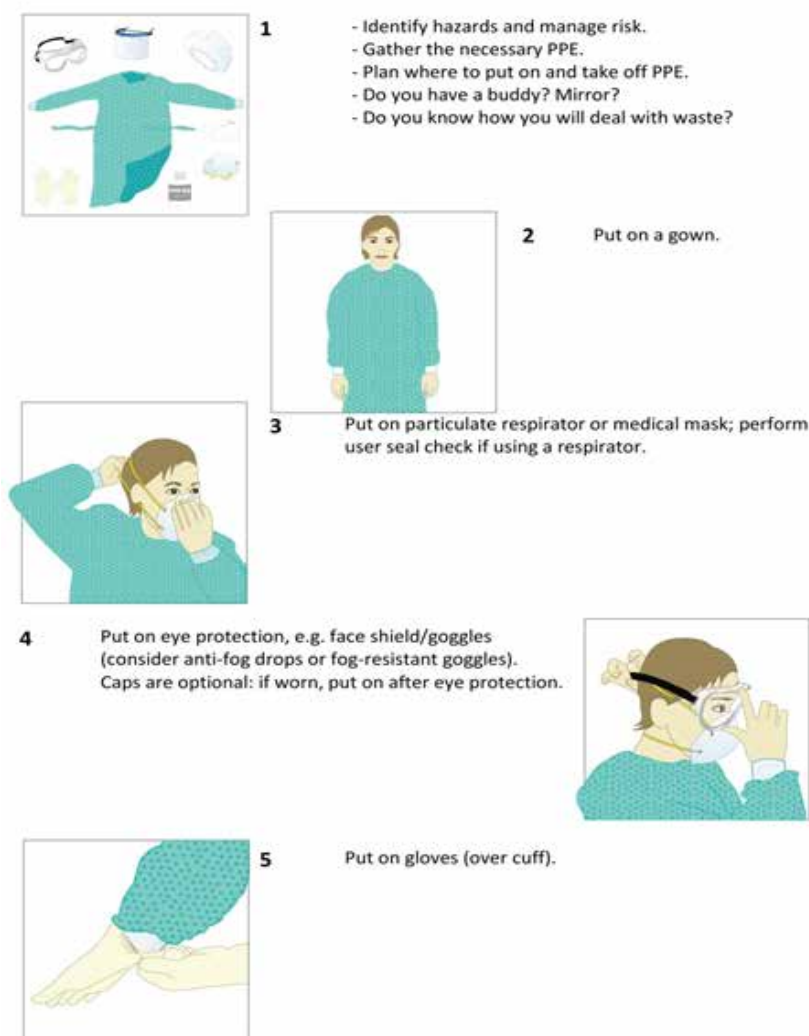 1
- Identify hazards and manage risk.
- Gather the necessary PPE.
- Plan where to put on and take off PPE.
- Do you have a buddy? Mirror?
- Do you know how you will deal with waste?
2 Put on a gown.
3 Put on particulate respirator or medical mask; perform
user seal check if using a respirator.
4 Put on eye protection, e.g. face shield/goggles
(consider anti-fog drops or fog-resistant goggles).
Caps are optional: if worn, put on after eye protection.
5 Put on gloves (over cuff).